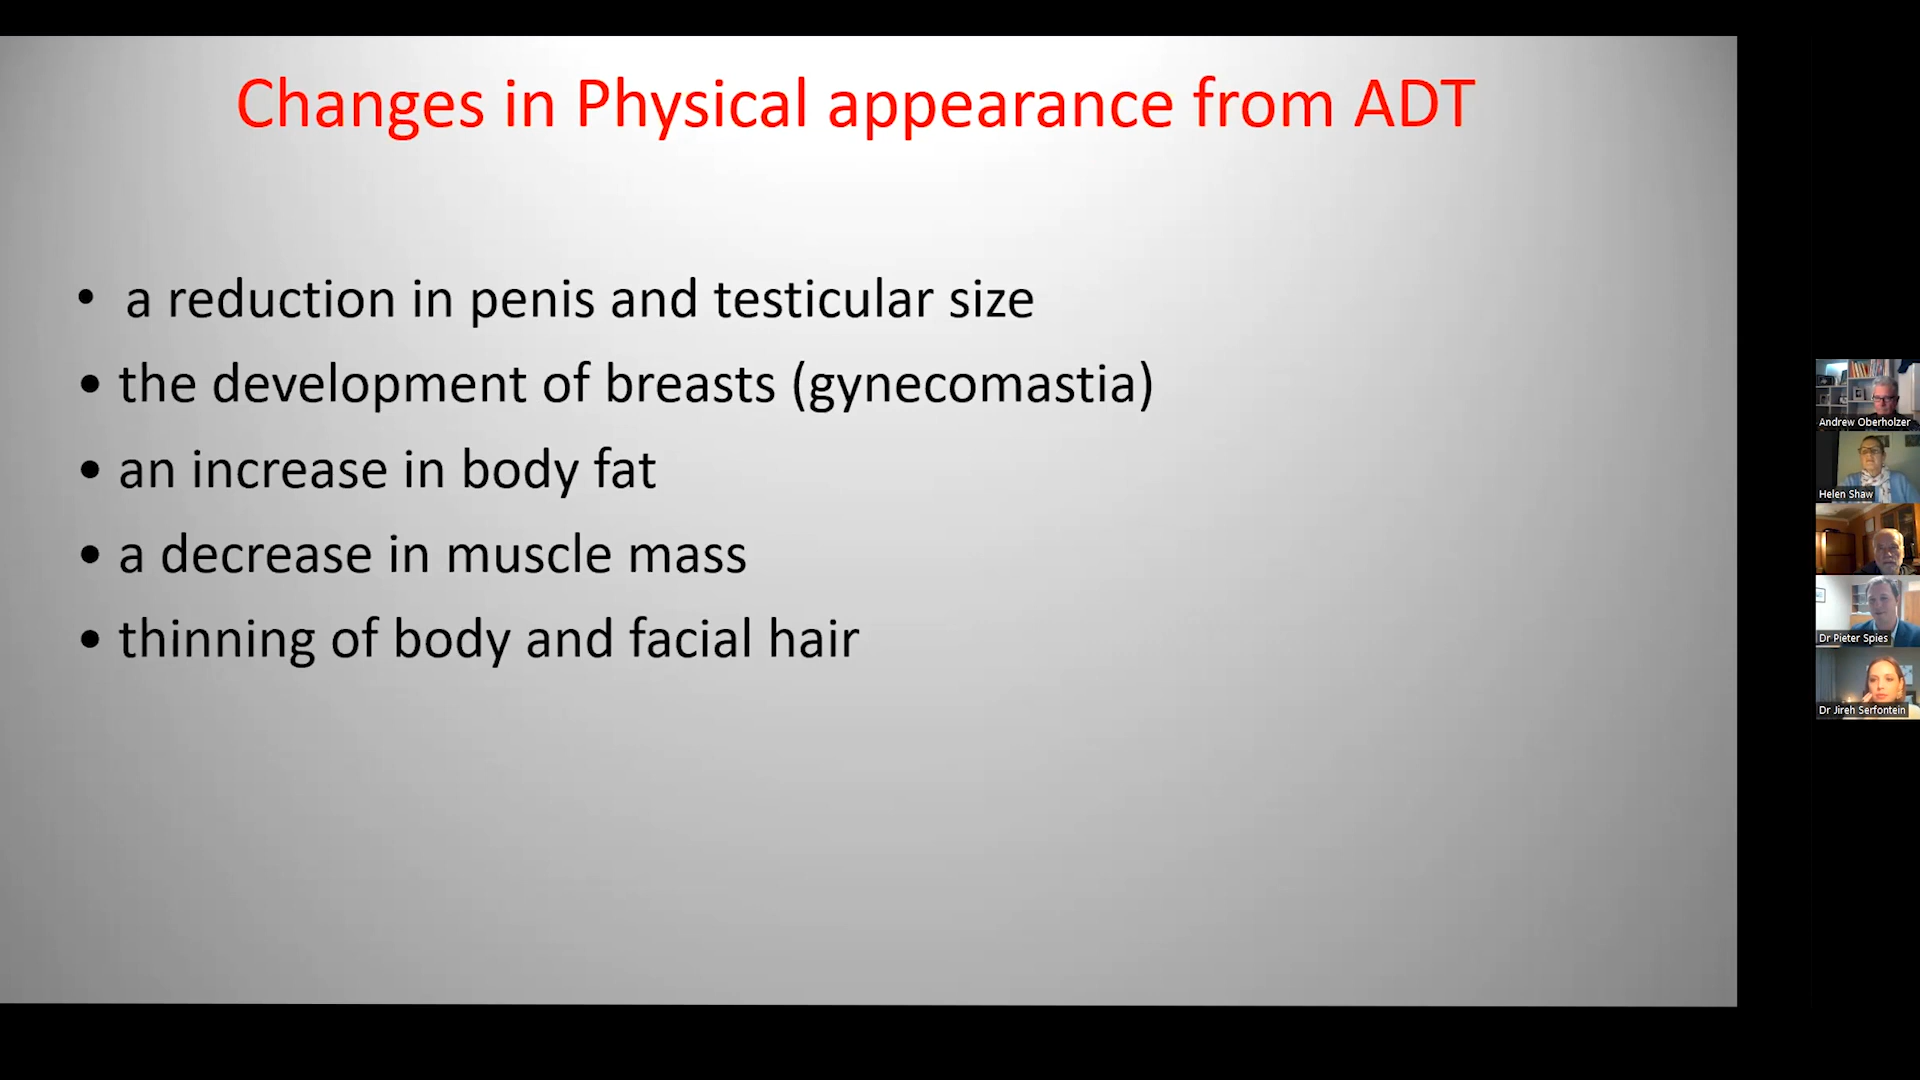 Changes in Physical appearance from ADT
• a reduction in penis and testicular size
• the development of breasts (gynecomastia)
• an increase in body fat
• a decrease in muscle mass
• thinning of body and facial hair
Andrew Oberholzer
Helen Shaw
Dr Pieter Spies
Dr Jireh Serfontein